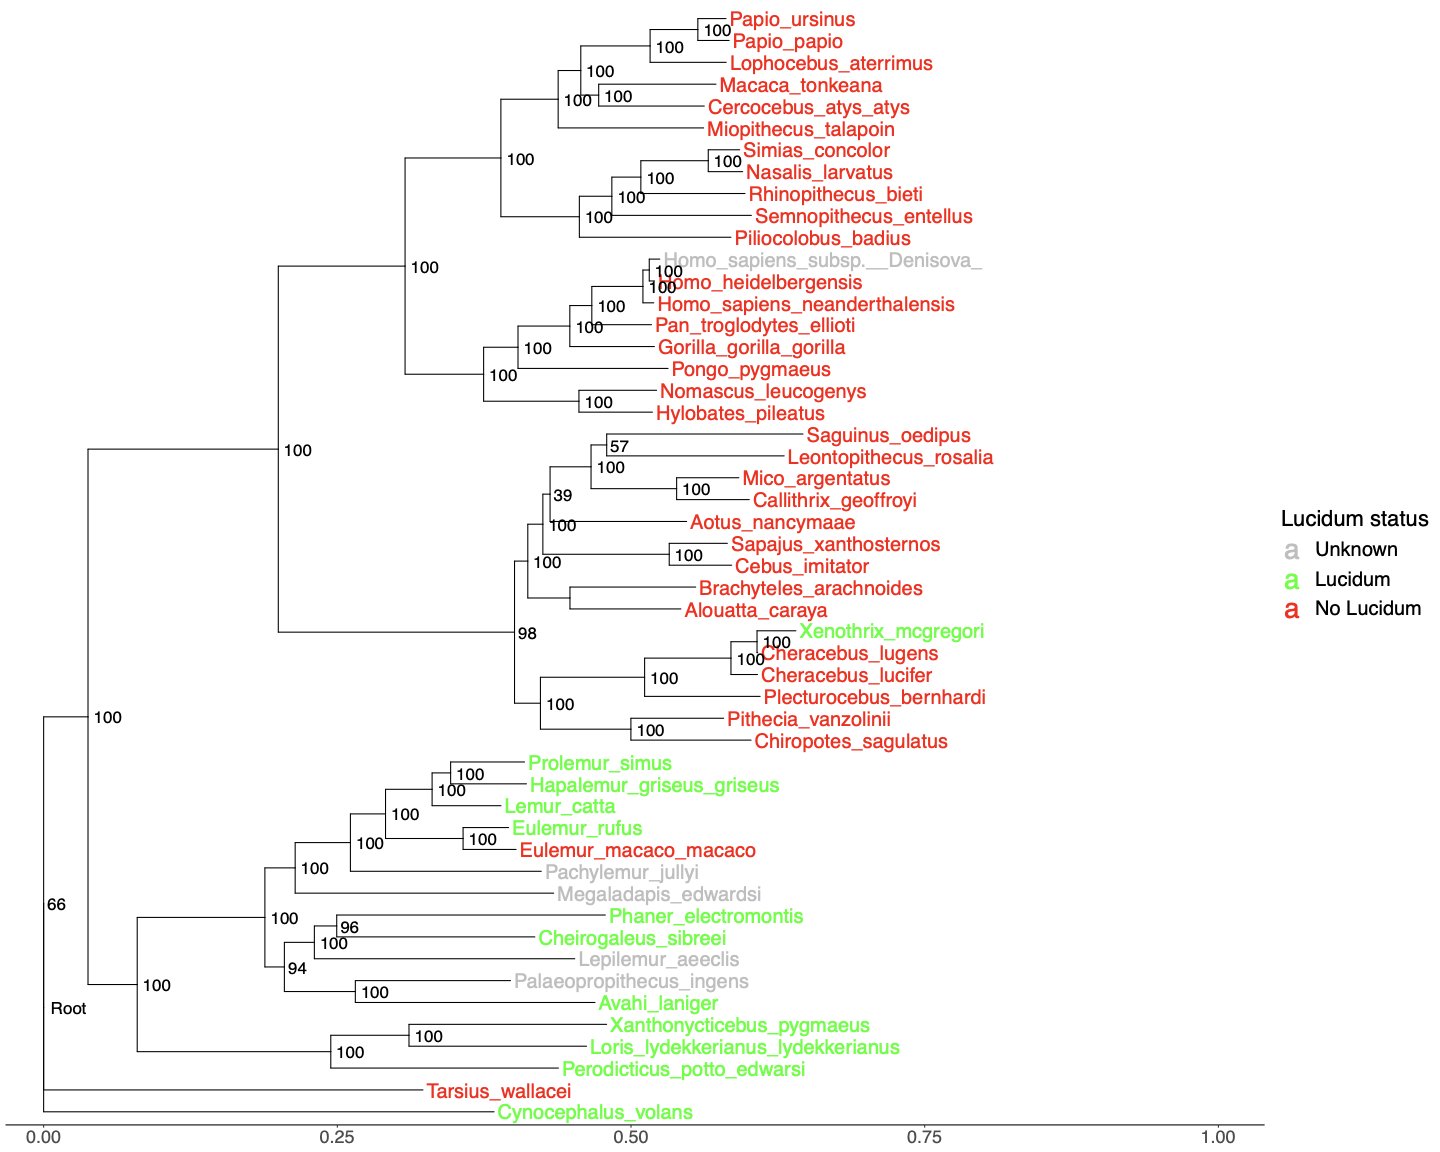 Papio_ursinus
100
Papio_papio
100
Lophocebus_aterrimus
100
Macaca_tonkeana
100
100
Cercocebus_atys_atys
Miopithecus_talapoin
Simias_concolor
100
100
Nasalis_larvatus
100
Rhinopithecus_bieti
100
Semnopithecus_entellus
100
Piliocolobus_badius
Homo_sapiens_subsp.__Denisova_
100
100
Homo_heidelbergensis
100
Homo_sapiens_neanderthalensis
100
Pan_troglodytes_ellioti
100
Gorilla_gorilla_gorilla
100
Pongo_pygmaeus
100
Nomascus_leucogenys
100
Hylobates_pileatus
Saguinus_oedipus
57
100
Leontopithecus_rosalia
100
Mico_argentatus
100
39
Callithrix_geoffroyi
Aotus_nancymaae
100
Sapajus_xanthosternos
100
100
Cebus_imitator
Brachyteles_arachnoides
Alouatta_caraya
98
Xenothrix_mcgregori
100
Cheracebus_lugens
100
Cheracebus_lucifer
100
Plecturocebus_bernhardi
100
Pithecia_vanzolinii
100
100
Chiropotes_sagulatus
Prolemur_simus
100
Hapalemur_griseus_griseus
100
Lemur_catta
100
Eulemur_rufus
100
100
Eulemur_macaco_macaco
100
Pachylemur_jullyi
Megaladapis_edwardsi
66
Phaner_electromontis
100
96
Cheirogaleus_sibreei
100
Lepilemur_aeeclis
94
Palaeopropithecus_ingens
100
100
Avahi_laniger
Root
Xanthonycticebus_pygmaeus
100
Loris_lydekkerianus_lydekkerianus
100
Perodicticus_potto_edwarsi
Tarsius_wallacei
Cynocephalus_volans
0.00 0.25 0.50 0.75 1.00
Lucidum status
a Unknown
a Lucidum
a No Lucidum